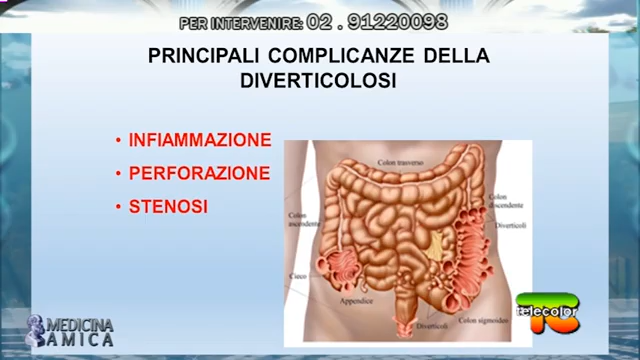 PER INTERVENIRE: 02 . 91220098
PRINCIPALI COMPLICANZE DELLA
DIVERTICOLOSI
• INFIAMMAZIONE
• PERFORAZIONE
• STENOSI
Colon trasverso
Colon
ascendente
Colon
discendente
Diverticoli
Cieco
Appendice
Diverticoli
Colon sigmoideo
MEDICINA
AMICA
telecolor